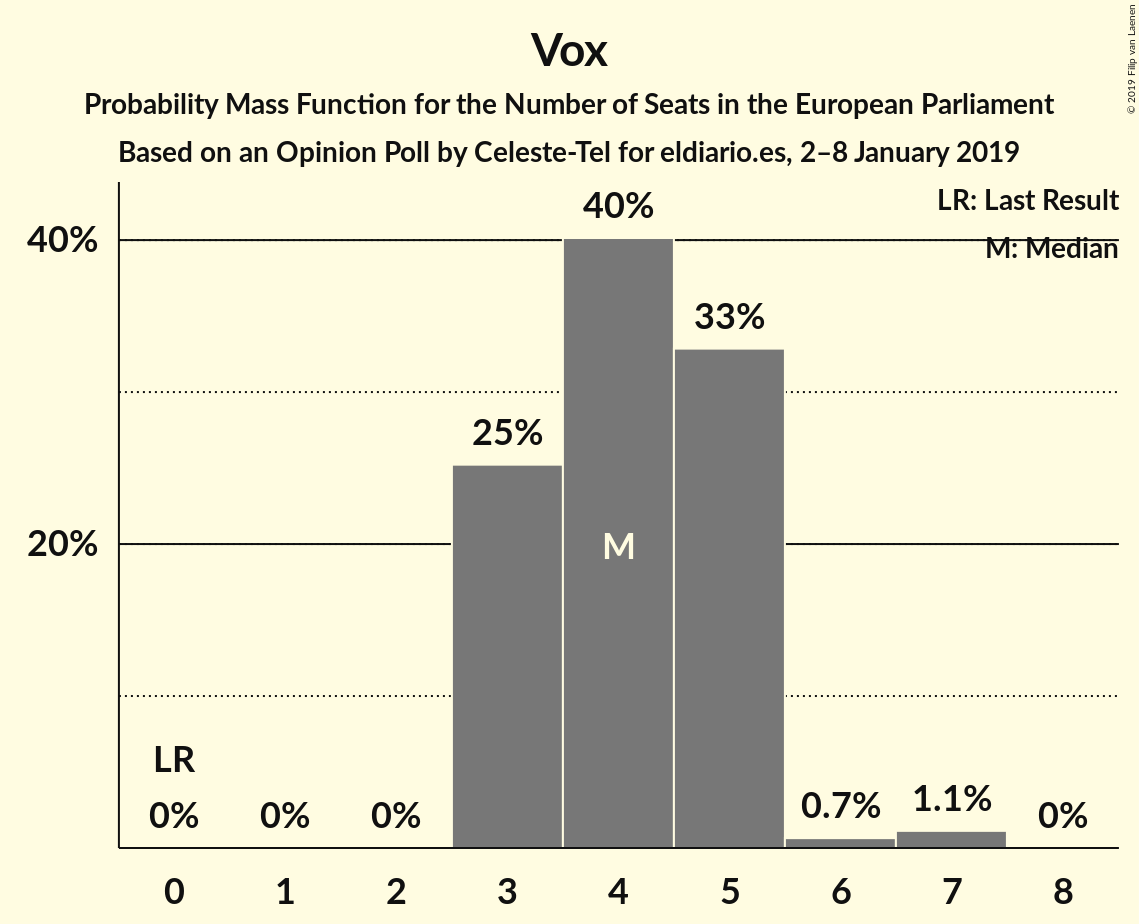 Vox
Probability Mass Function for the Number of Seats in the European Parliament
Based on an Opinion Poll by Celeste-Tel for eldiario.es, 2–8 January 2019
© 2019 Filip van Laenen
LR: Last Result
M: Median
40%
20%
40%
33%
25%
M
LR
0%
0%
0%
0.7%
1.1%
0%
0 1 2 3 4 5 6 7 8